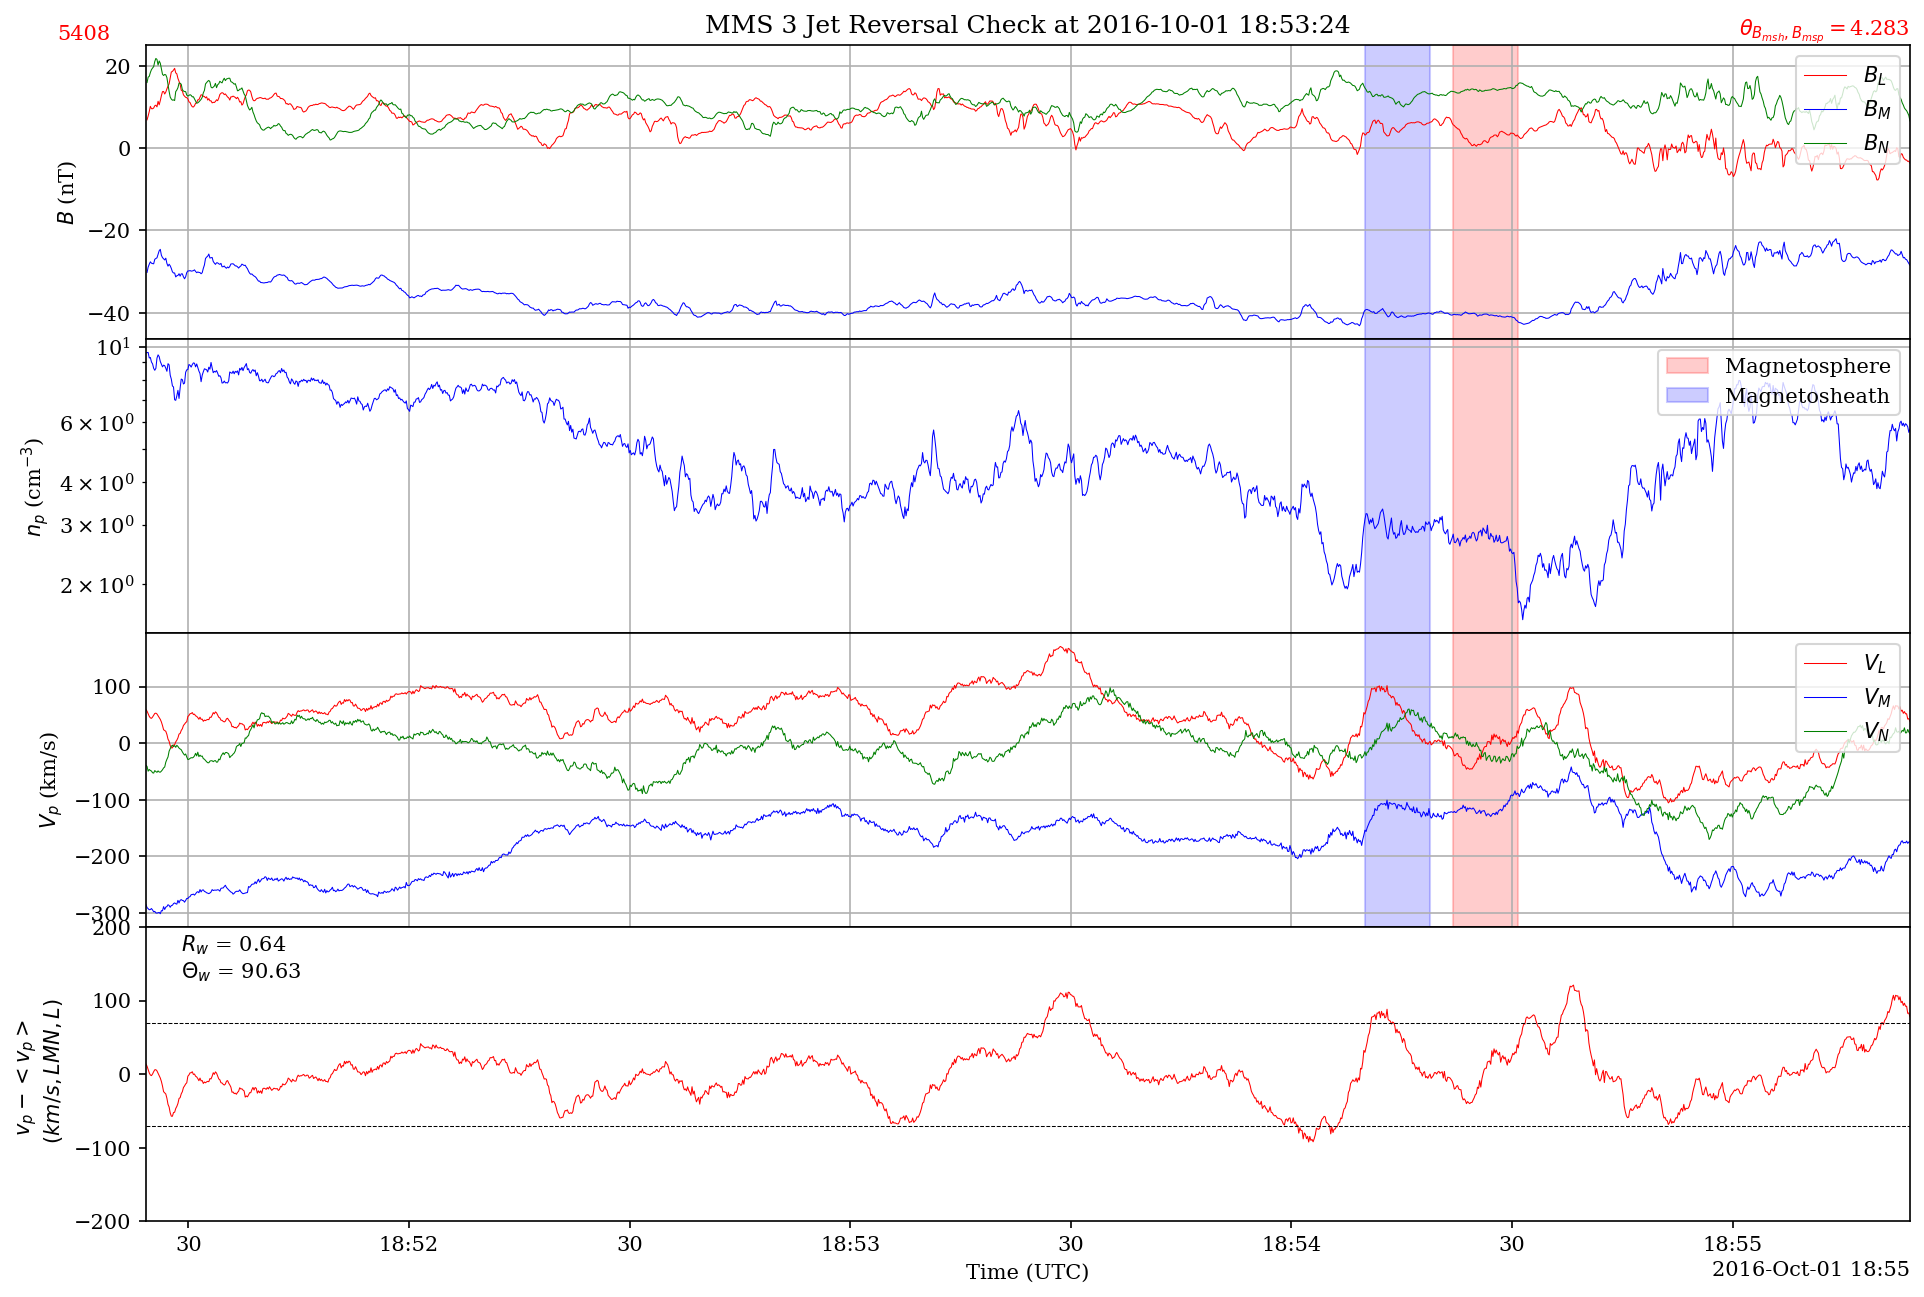 5408
MMS 3 Jet Reversal Check at 2016-10-01 18:53:24
θ_{B_{msh}, B_{msp}} = 4.283
20
0
−20
−40
B (nT)
B_L
B_M
B_N
10^1
6 × 10^0
4 × 10^0
3 × 10^0
2 × 10^0
n_p (cm^{−3})
Magnetosphere
Magnetosheath
100
0
−100
−200
−300
V_p (km/s)
V_L
V_M
V_N
200
100
0
−100
−200
v_p − < v_p >
(km/s, LMN, L)
R_w = 0.64
Θ_w = 90.63
30
18:52
30
18:53
30
18:54
30
18:55
Time (UTC)
2016-Oct-01 18:55